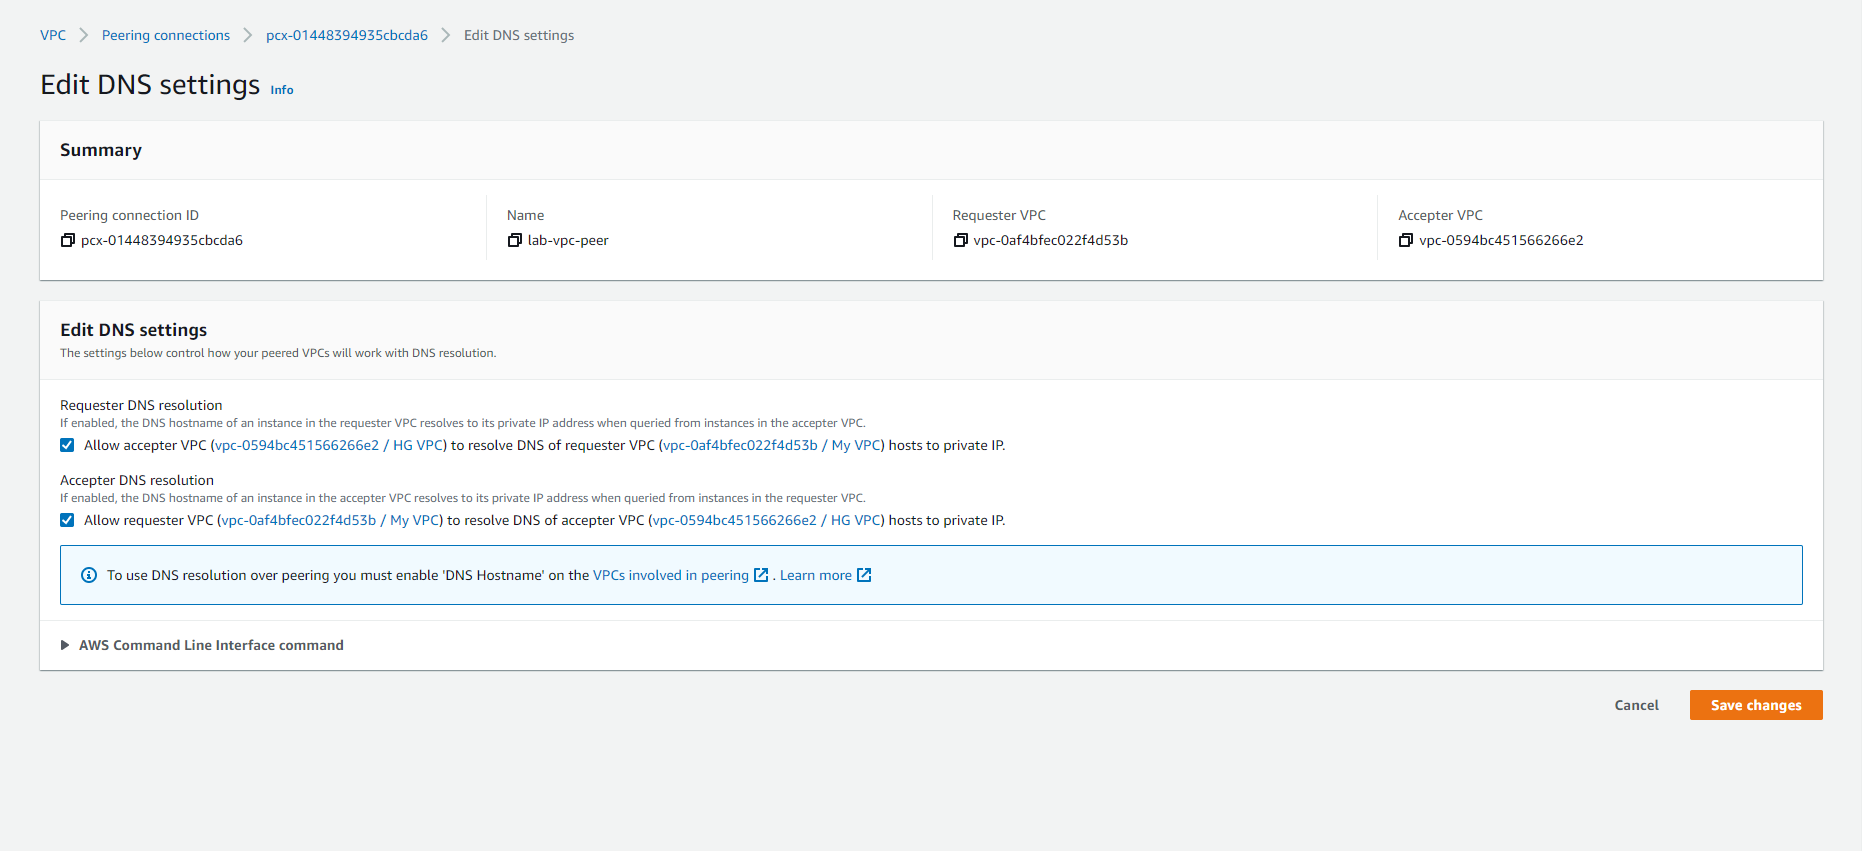 VPC > Peering connections > pcx-01448394935cbcda6 > Edit DNS settings
Edit DNS settings Info
Summary
Peering connection ID
pcx-01448394935cbcda6
Name
lab-vpc-peer
Requester VPC
vpc-0af4bfec022f4d53b
Accepter VPC
vpc-0594bc451566266e2
Edit DNS settings
The settings below control how your peered VPCs will work with DNS resolution.
Requester DNS resolution
If enabled, the DNS hostname of an instance in the requester VPC resolves to its private IP address when queried from instances in the accepter VPC.
Allow accepter VPC (vpc-0594bc451566266e2 / HG VPC) to resolve DNS of requester VPC (vpc-0af4bfec022f4d53b / My VPC) hosts to private IP.
Accepter DNS resolution
If enabled, the DNS hostname of an instance in the accepter VPC resolves to its private IP address when queried from instances in the requester VPC.
Allow requester VPC (vpc-0af4bfec022f4d53b / My VPC) to resolve DNS of accepter VPC (vpc-0594bc451566266e2 / HG VPC) hosts to private IP.
To use DNS resolution over peering you must enable 'DNS Hostname' on the VPCs involved in peering . Learn more
AWS Command Line Interface command
Cancel
Save changes